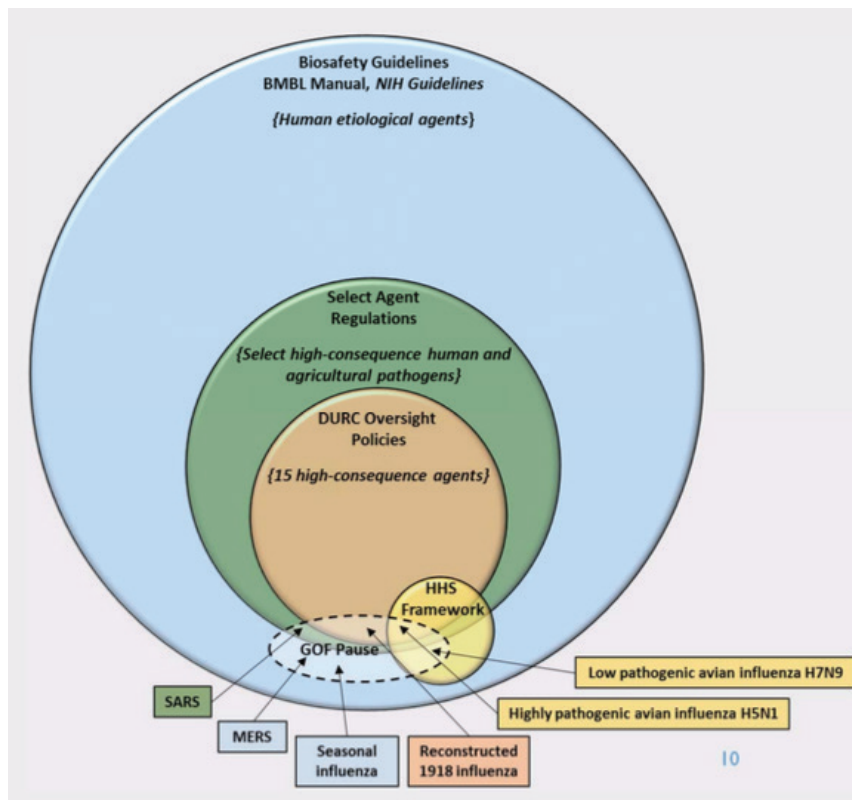 Biosafety Guidelines
BMBL Manual, NIH Guidelines
{Human etiological agents}
Select Agent
Regulations
{Select high-consequence human and
agricultural pathogens}
DURC Oversight
Policies
{15 high-consequence agents}
HHS
Framework
GOF Pause
Low pathogenic avian influenza H7N9
SARS
Highly pathogenic avian influenza H5N1
MERS
Seasonal
influenza
Reconstructed
1918 influenza
10